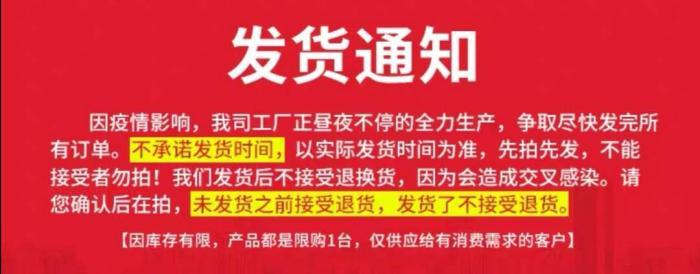 发货通知
因疫情影响，我司工厂正昼夜不停的全力生产，争取尽快发完所
有订单。不承诺发货时间，以实际发货时间为准，先拍先发，不能
接受者勿拍！我们发货后不接受退换货，因为会造成交叉感染。请
您确认后在拍，未发货之前接受退货，发货了不接受退货。
【因库存有限，产品都是限购1台，仅供应给有消费需求的客户】